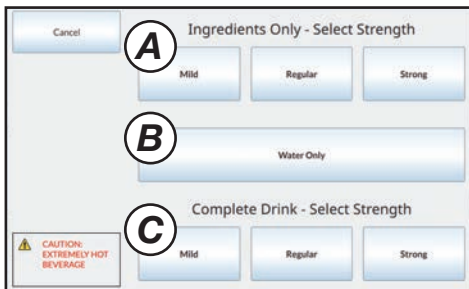 Cancel
Ingredients Only - Select Strength
A
Mild
Regular
Strong
B
Water Only
Complete Drink - Select Strength
C
Mild
Regular
Strong
CAUTION:
EXTREMELY HOT
BEVERAGE